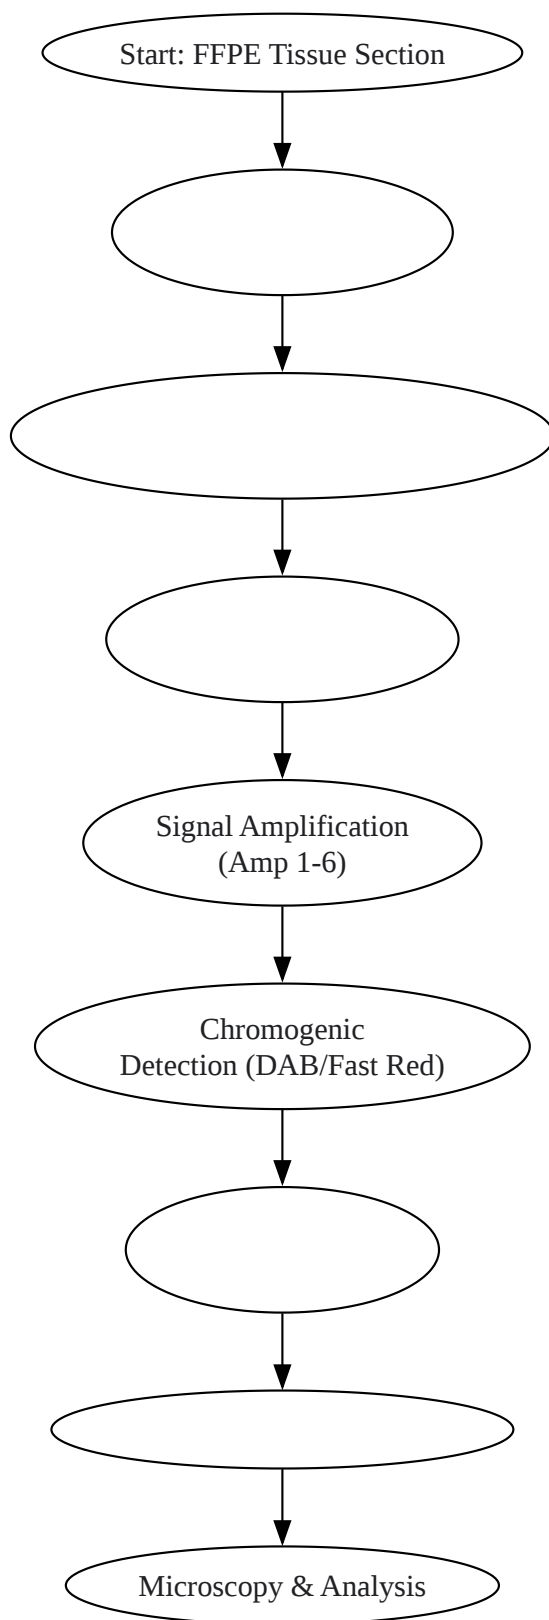 Start: FFPE Tissue Section
Signal Amplification
(Amp 1-6)
Chromogenic
Detection (DAB/Fast Red)
Microscopy & Analysis